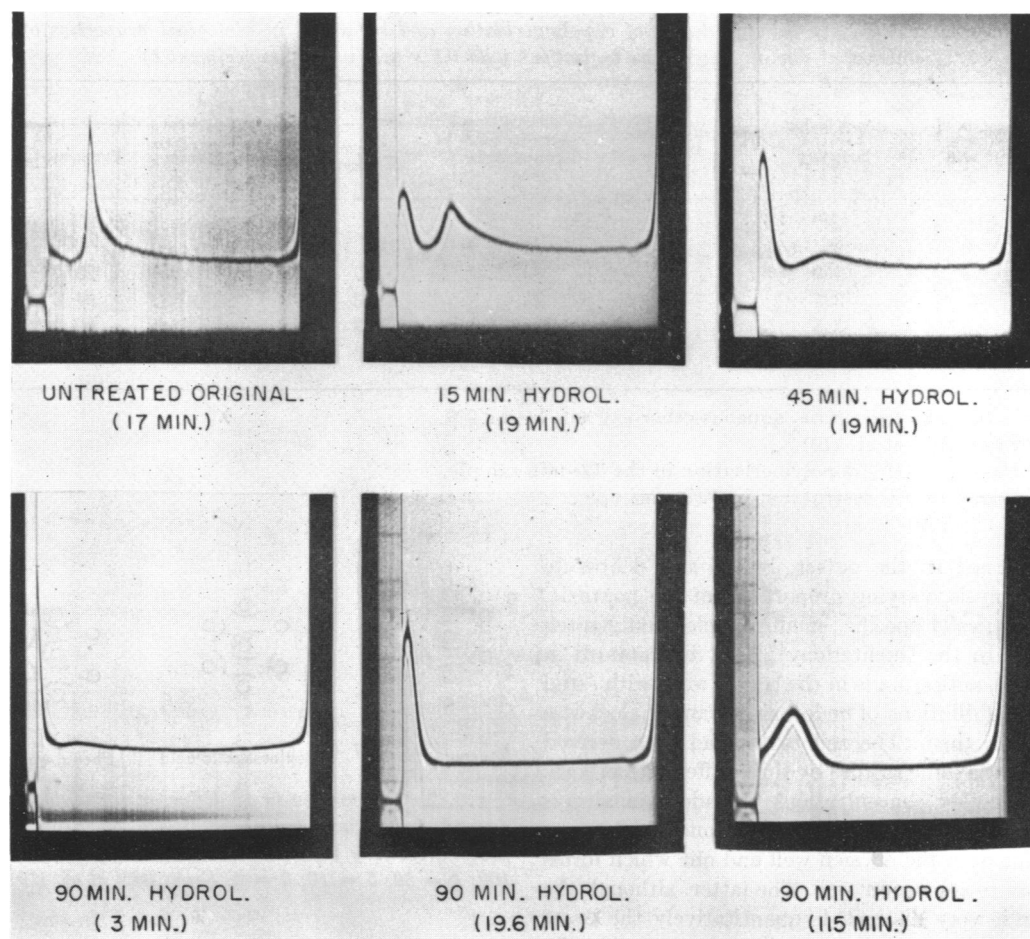 UNTREATED ORIGINAL.
(17 MIN.)
15 MIN. HYDROL.
(19 MIN.)
45 MIN. HYDROL.
(19 MIN.)
90 MIN. HYDROL.
(3 MIN.)
90 MIN. HYDROL.
(19.6 MIN.)
90 MIN. HYDROL.
(115 MIN.)